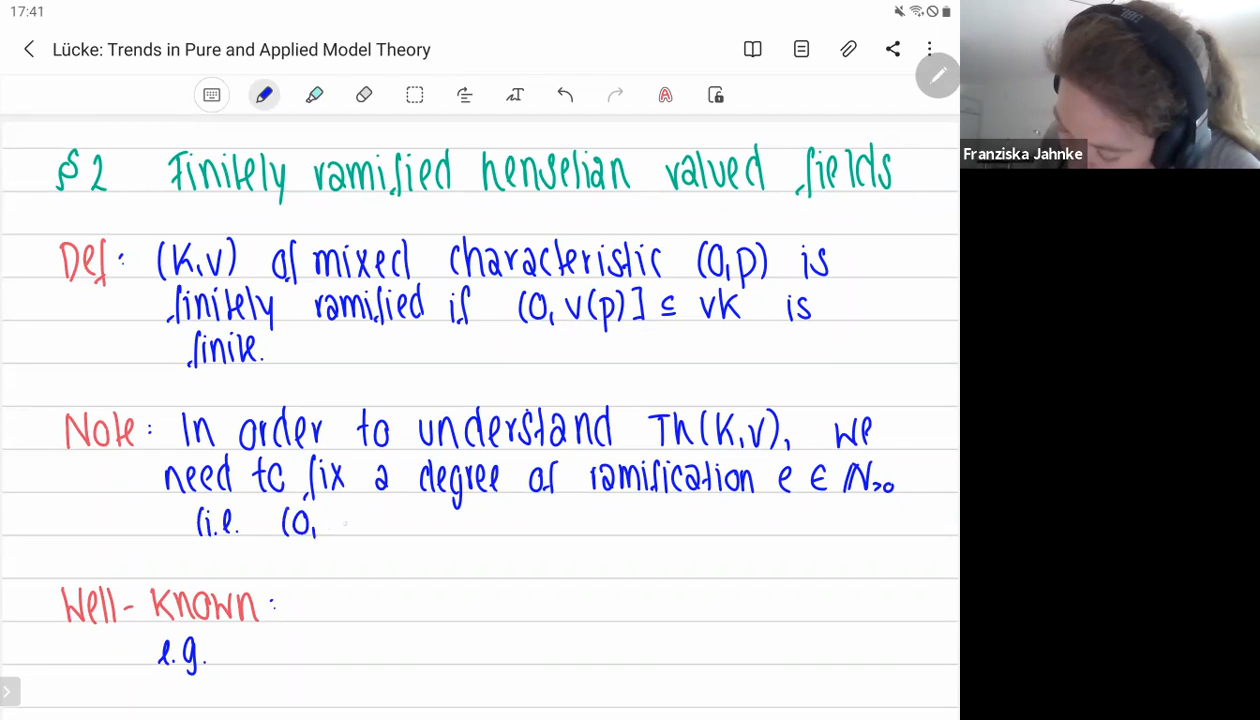 17:41
Lücke: Trends in Pure and Applied Model Theory
Franziska Jahnke
§2 Finitely ramified henselian valued fields
Def: (K,v) of mixed characteristic (0,p) is
finitely ramified if (0, v(p)] ⊆ vK is
finite.
Note: In order to understand Th(K,v), we
need to fix a degree of ramification e ∈ ℕ>0
(i.e. (0,
Well-known:
e.g.